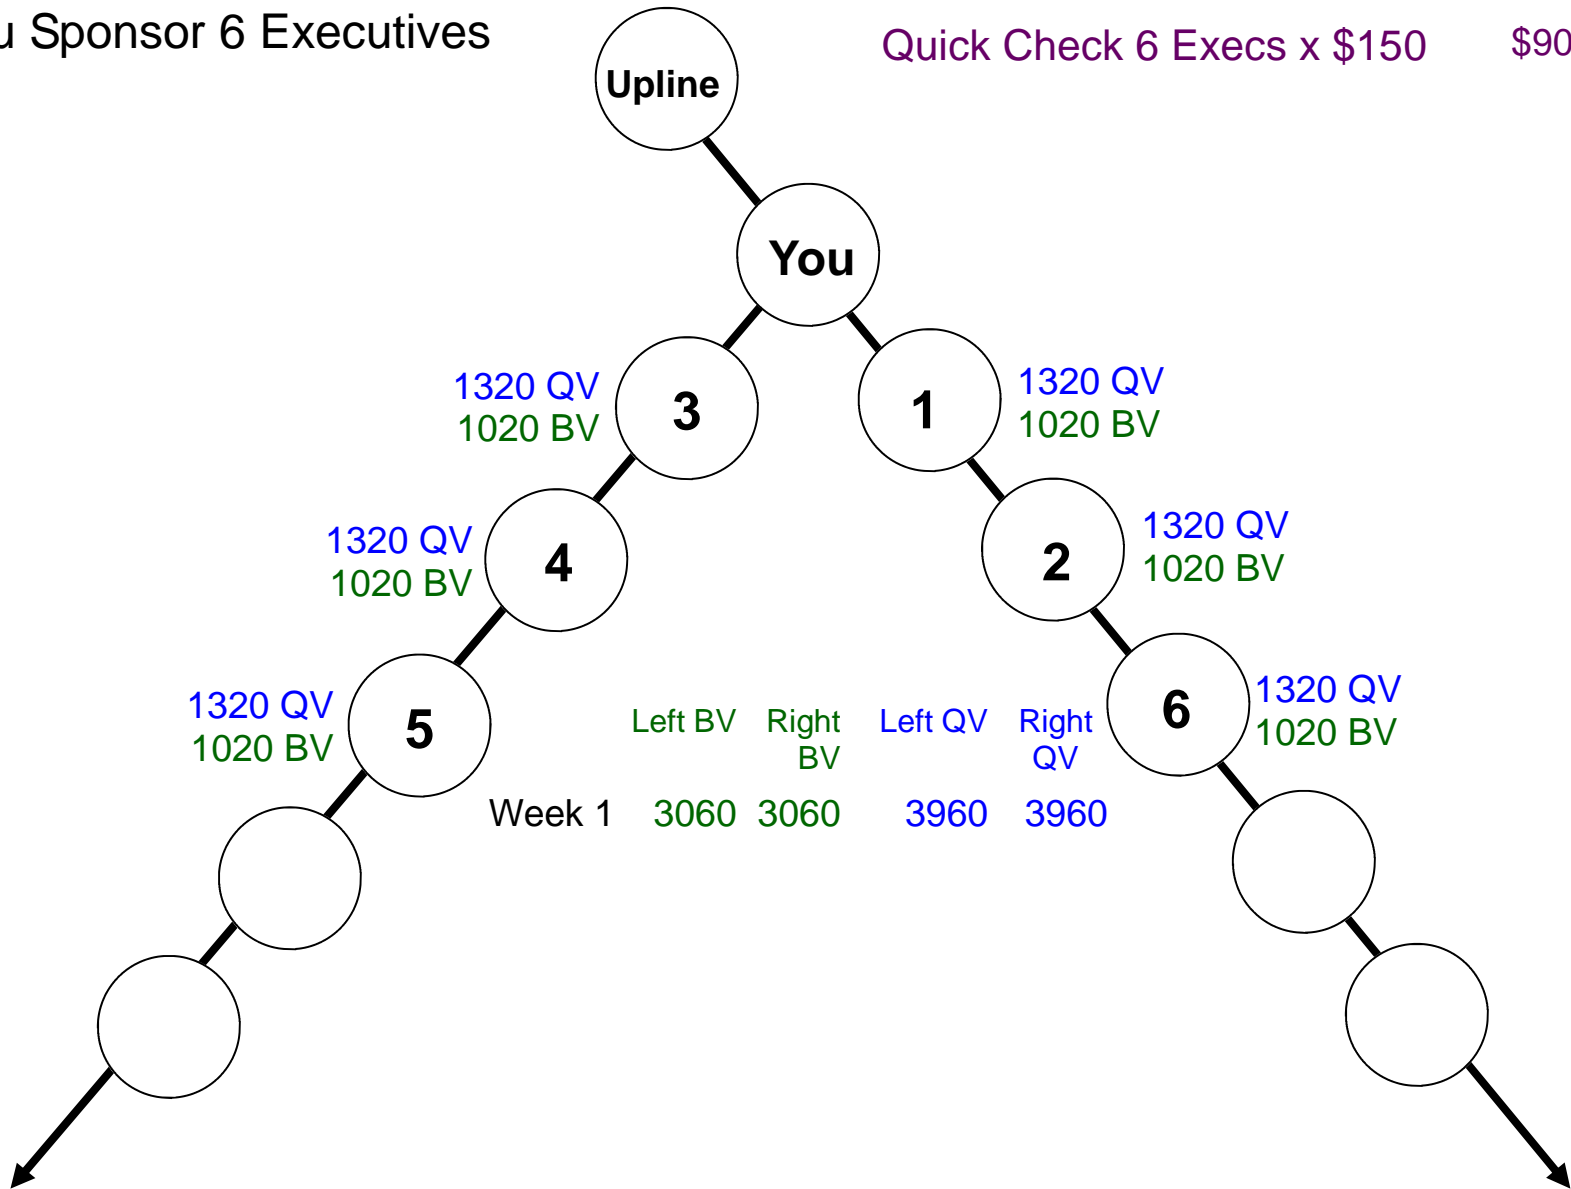 u Sponsor 6 Executives
Quick Check 6 Execs x $150 $90
Upline
You
1320 QV
1020 BV
3
1
1320 QV
1020 BV
1320 QV
1020 BV
4
2
1320 QV
1020 BV
1320 QV
1020 BV
5
6
1320 QV
1020 BV
Left BV Right BV Left QV Right QV
Week 1 3060 3060 3960 3960